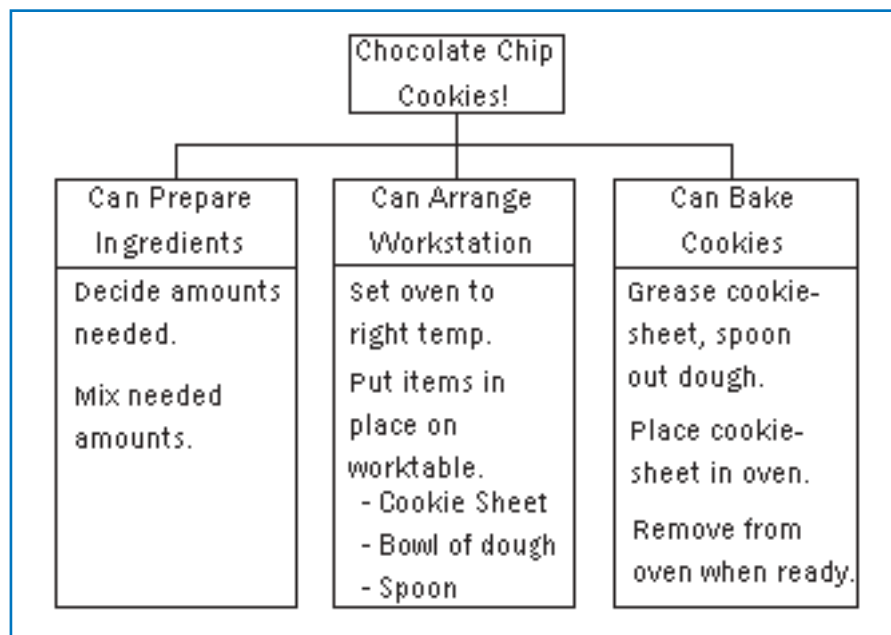 Chocolate Chip
Cookies!
Can Prepare
Ingredients
Decide amounts
needed.
Mix needed
amounts.
Can Arrange
Workstation
Set oven to
right temp.
Put items in
place on
worktable.
- Cookie Sheet
- Bowl of dough
- Spoon
Can Bake
Cookies
Grease cookie-
sheet, spoon
out dough.
Place cookie-
sheet in oven.
Remove from
oven when ready.